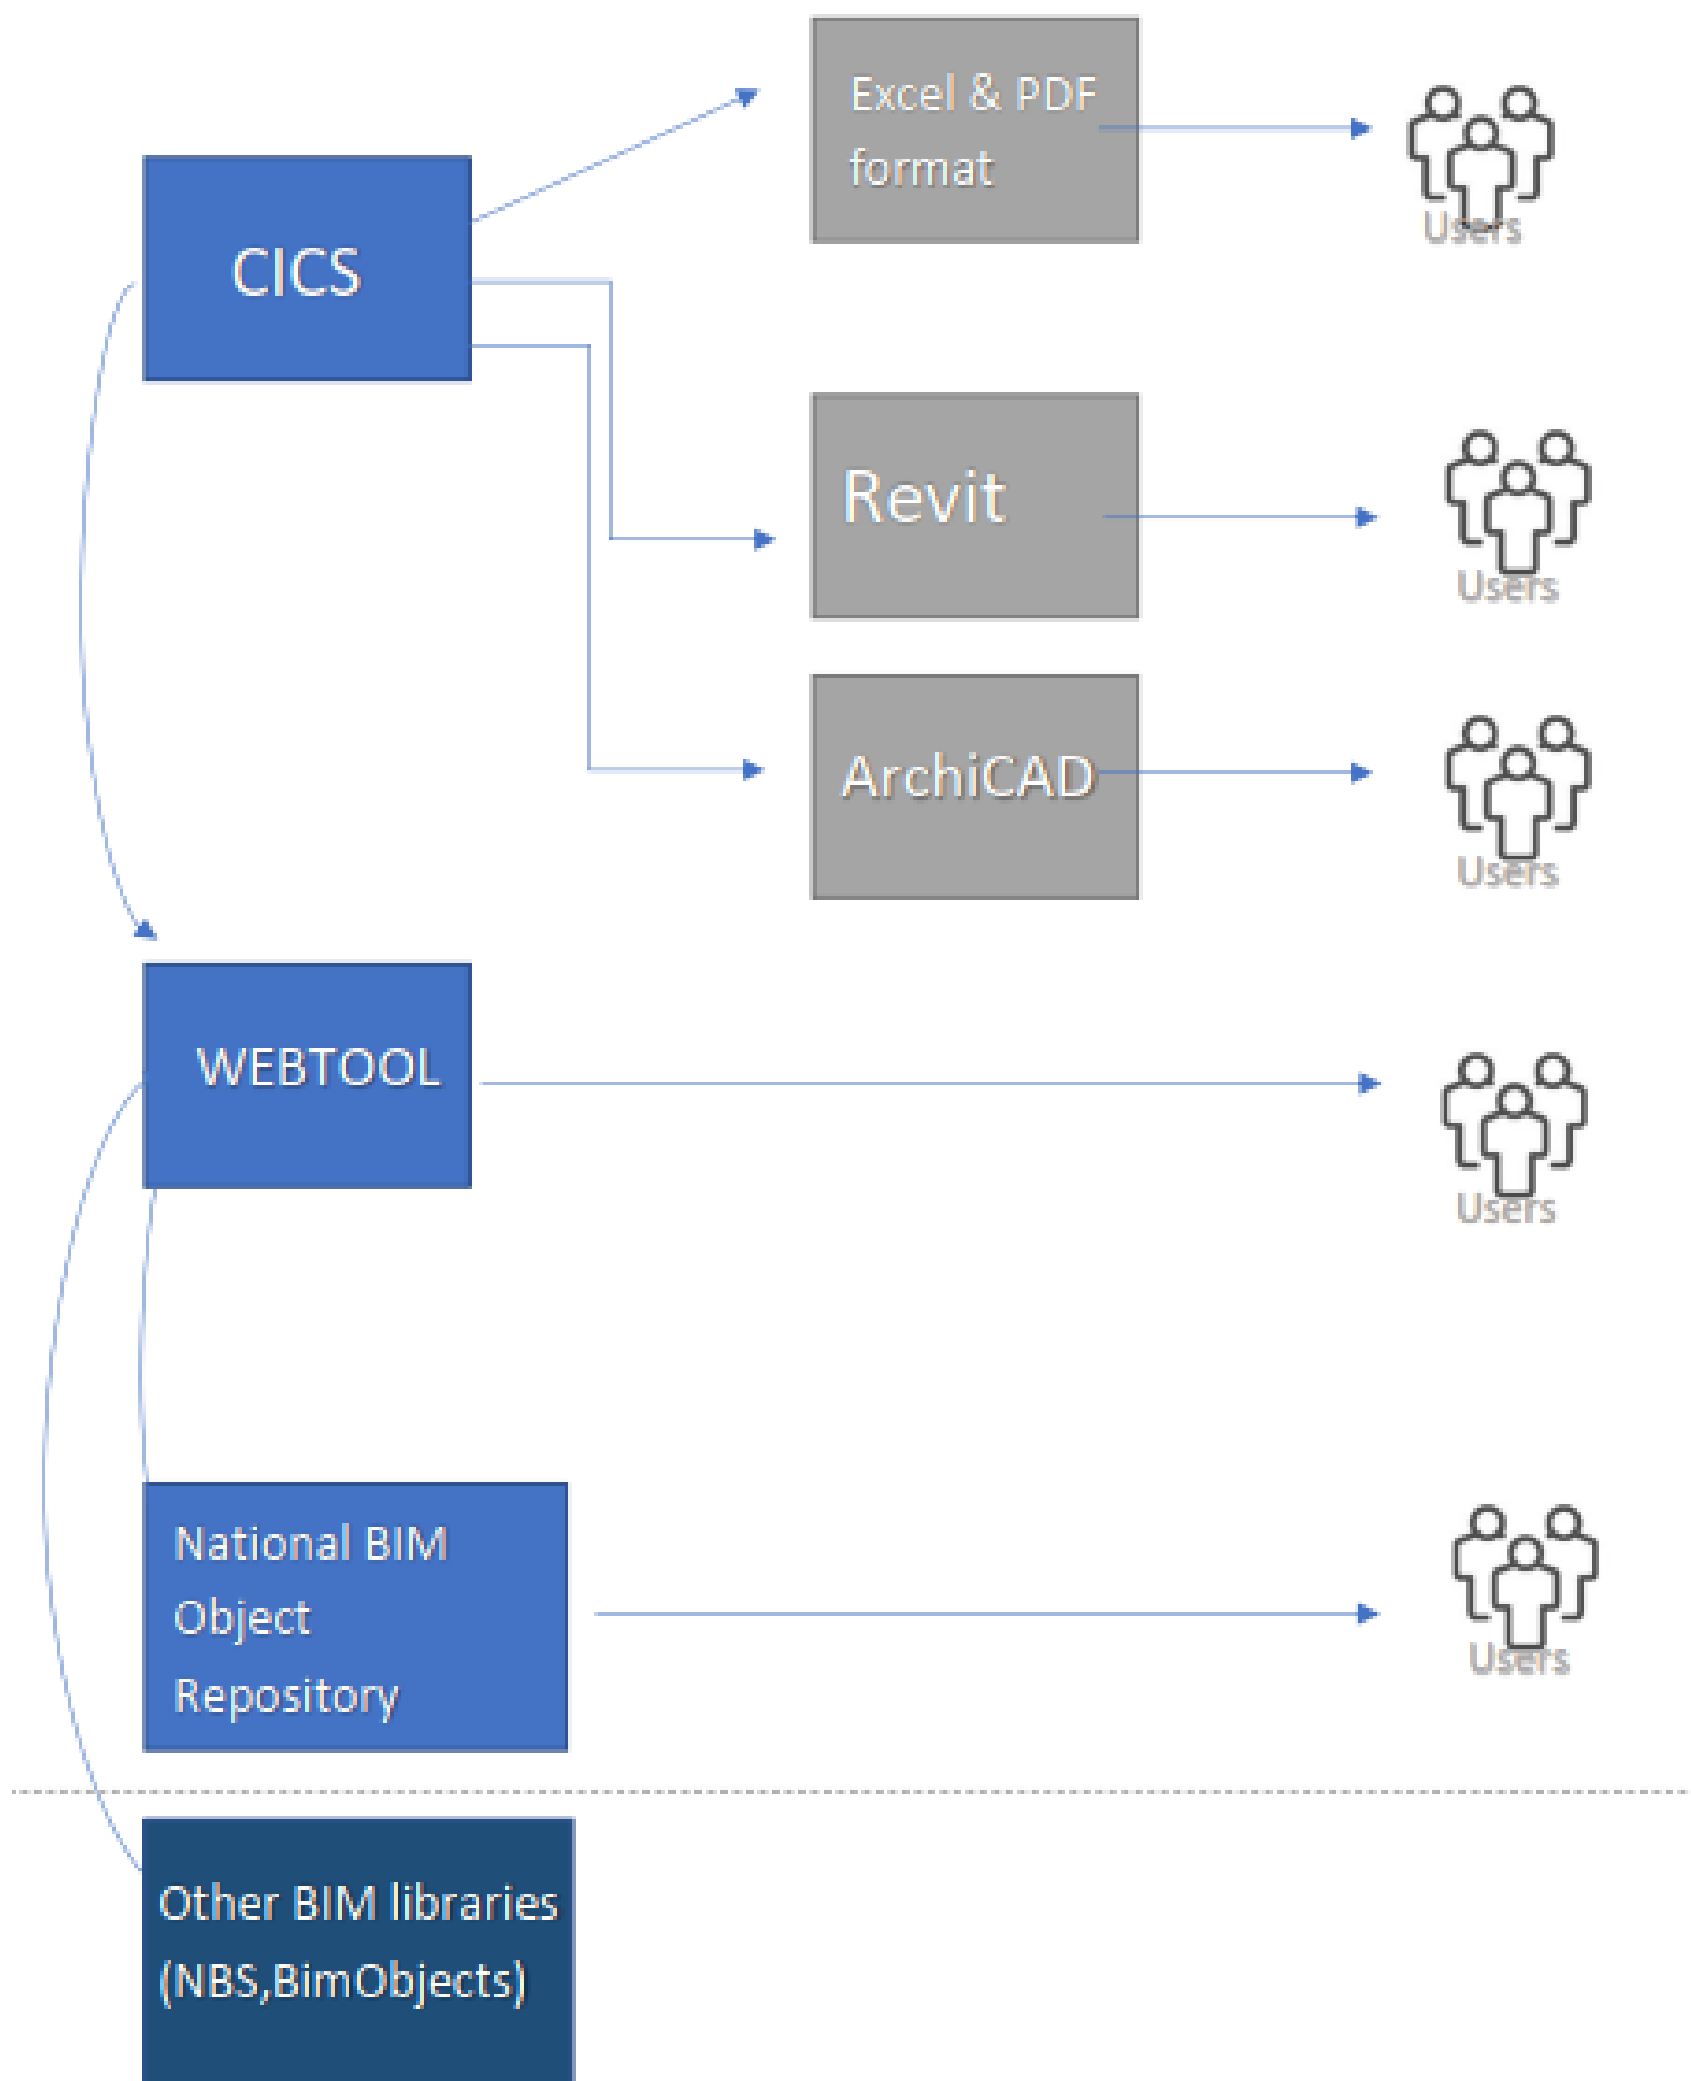 Excel & PDF
format
Users
CICS
Revit
Users
ArchiCAD
Users
WEBTOOL
Users
National BIM
Object
Repository
Users
Other BIM libraries
(NBS,BimObjects)